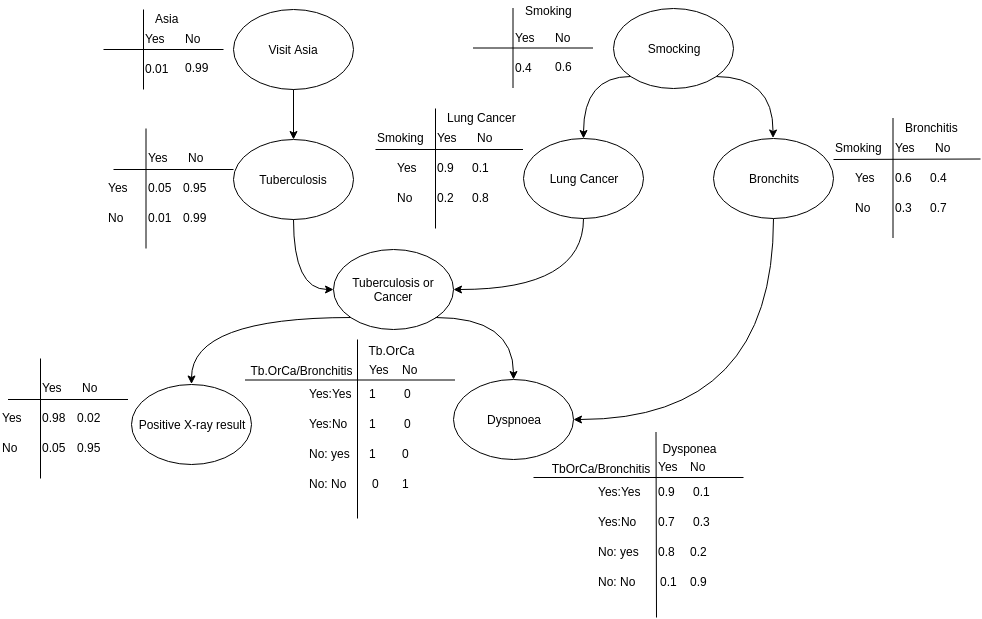 Asia
Yes No
0.01 0.99
Visit Asia
Smoking
Yes No
0.4 0.6
Smocking
Yes No
Yes 0.05 0.95
No 0.01 0.99
Tuberculosis
Lung Cancer
Smoking Yes No
Yes 0.9 0.1
No 0.2 0.8
Lung Cancer
Bronchits
Bronchitis
Smoking Yes No
Yes 0.6 0.4
No 0.3 0.7
Tuberculosis or
Cancer
Yes No
Yes 0.98 0.02
No 0.05 0.95
Positive X-ray result
Tb.OrCa
Tb.OrCa/Bronchitis Yes No
Yes:Yes 1 0
Yes:No 1 0
No: yes 1 0
No: No 0 1
Dyspnoea
Dysponea
TbOrCa/Bronchitis Yes No
Yes:Yes 0.9 0.1
Yes:No 0.7 0.3
No: yes 0.8 0.2
No: No 0.1 0.9